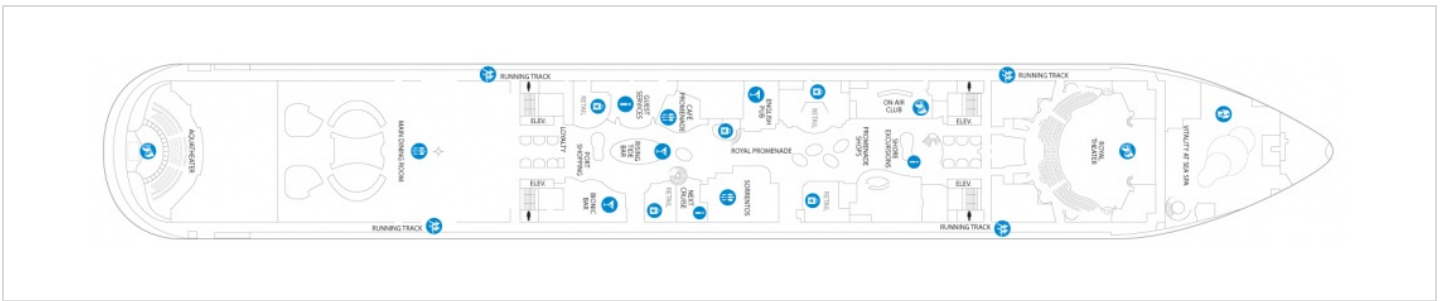 RUNNING TRACK
RUNNING TRACK
AQUATHEATER
MAIN DINING ROOM
ELEV.
LOYALTY
ELEV.
RETAIL
GUEST
SERVICES
CAFE
PROMENADE
ENGLISH
PUB
RETAIL
ON AIR
CLUB
ELEV.
PORT
SHOPPING
RISING
TIDE
BAR
ROYAL PROMENADE
PROMENADE
SHOPS
SHORE
EXCURSIONS
ROYAL
THEATER
VITALITY AT SEA SPA
BIONIC
BAR
RETAIL
NEXT
CRUISE
SORRENTOS
RETAIL
ELEV.
RUNNING TRACK
RUNNING TRACK